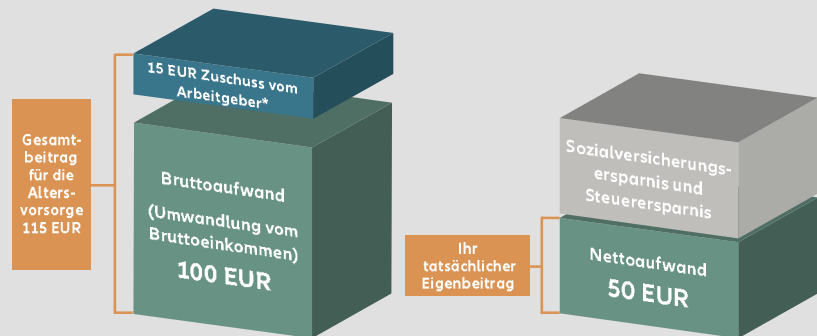 15 EUR Zuschuss vom
Arbeitgeber*
Gesamt-
beitrag
für die
Alters-
vorsorge
115 EUR
Bruttoaufwand
(Umwandlung vom
Bruttoeinkommen)
100 EUR
Sozialversicherungs-
ersparnis und
Steuerersparnis
Ihr
tatsächlicher
Eigenbeitrag
Nettoaufwand
50 EUR